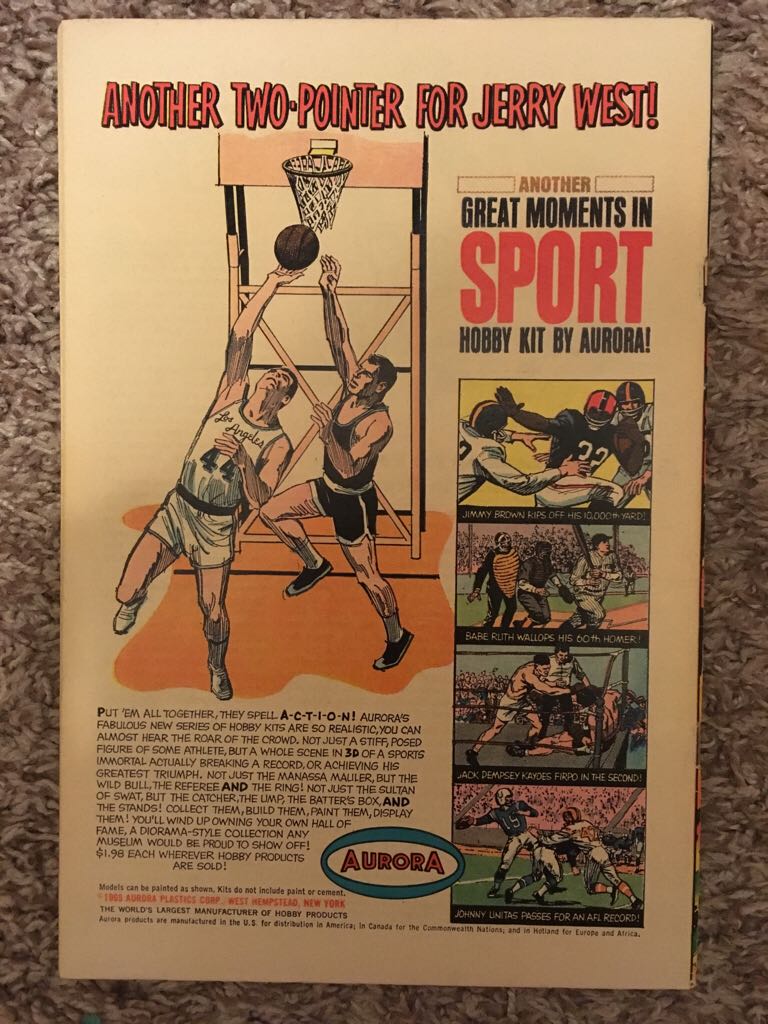 ANOTHER TWO-POINTER FOR JERRY WEST!
ANOTHER
GREAT MOMENTS IN
SPORT
HOBBY KIT BY AURORA!
Los Angeles
44
32
JIMMY BROWN RIPS OFF HIS 10,000th YARD!
BABE RUTH WALLOPS HIS 60th HOMER!
JACK DEMPSEY KAYOES FIRPO IN THE SECOND!
JOHNNY UNITAS PASSES FOR AN AFL RECORD!
PUT 'EM ALL TOGETHER, THEY SPELL A-C-T-I-O-N! AURORA'S
FABULOUS NEW SERIES OF HOBBY KITS ARE SO REALISTIC, YOU CAN
ALMOST HEAR THE ROAR OF THE CROWD. NOT JUST A STIFF, POSED
FIGURE OF SOME ATHLETE, BUT A WHOLE SCENE IN 3D OF A SPORTS
IMMORTAL ACTUALLY BREAKING A RECORD, OR ACHIEVING HIS
GREATEST TRIUMPH. NOT JUST THE MANASSA MAULER, BUT THE
WILD BULL, THE REFEREE AND THE RING! NOT JUST THE SULTAN
OF SWAT, BUT THE CATCHER, THE UMP, THE BATTER'S BOX, AND
THE STANDS! COLLECT THEM, BUILD THEM, PAINT THEM, DISPLAY
THEM! YOU'LL WIND UP OWNING YOUR OWN HALL OF
FAME, A DIORAMA-STYLE COLLECTION ANY
MUSEUM WOULD BE PROUD TO SHOW OFF!
$1.98 EACH WHEREVER HOBBY PRODUCTS
ARE SOLD!
AURORA
Models can be painted as shown. Kits do not include paint or cement.
©1965 AURORA PLASTICS CORP., WEST HEMPSTEAD, NEW YORK
THE WORLD'S LARGEST MANUFACTURER OF HOBBY PRODUCTS
Aurora products are manufactured in the U.S. for distribution in America; in Canada for the Commonwealth Nations; and in Holland for Europe and Africa.